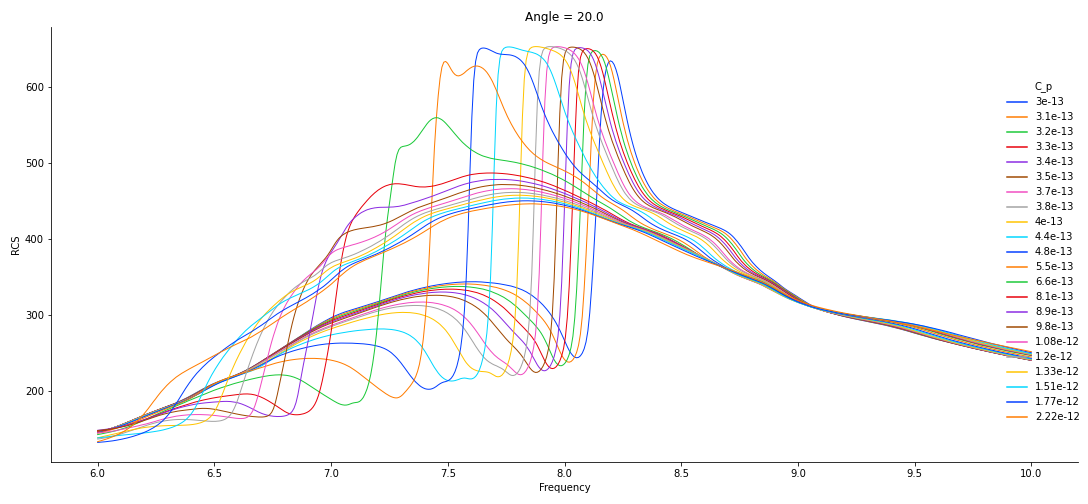 Angle = 20.0
RCS
600
500
400
300
200
6.0 6.5 7.0 7.5 8.0 8.5 9.0 9.5 10.0
Frequency
C_p
3e-13
3.1e-13
3.2e-13
3.3e-13
3.4e-13
3.5e-13
3.7e-13
3.8e-13
4e-13
4.4e-13
4.8e-13
5.5e-13
6.6e-13
8.1e-13
8.9e-13
9.8e-13
1.08e-12
1.2e-12
1.33e-12
1.51e-12
1.77e-12
2.22e-12